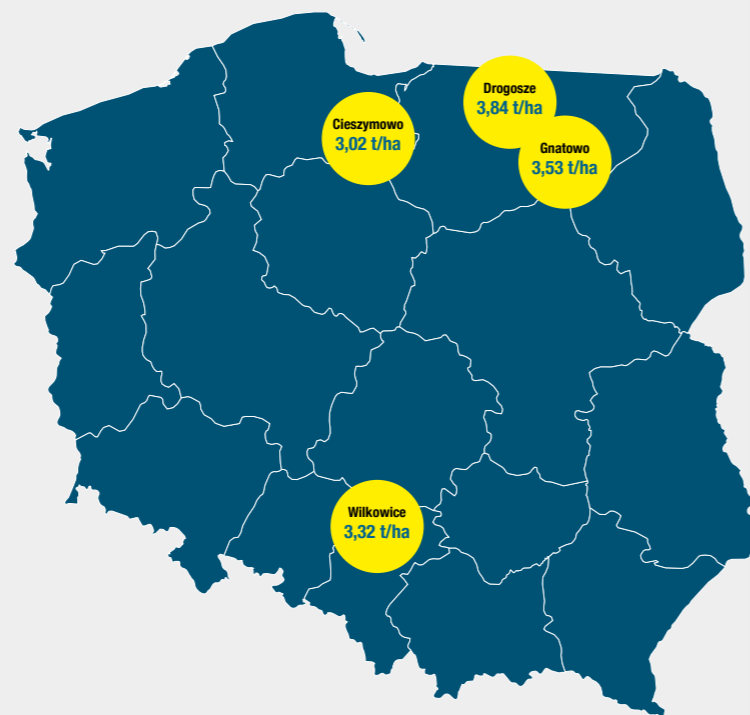 Drogosze
3,84 t/ha
Cieszymowo
3,02 t/ha
Gnatowo
3,53 t/ha
Wilkowice
3,32 t/ha